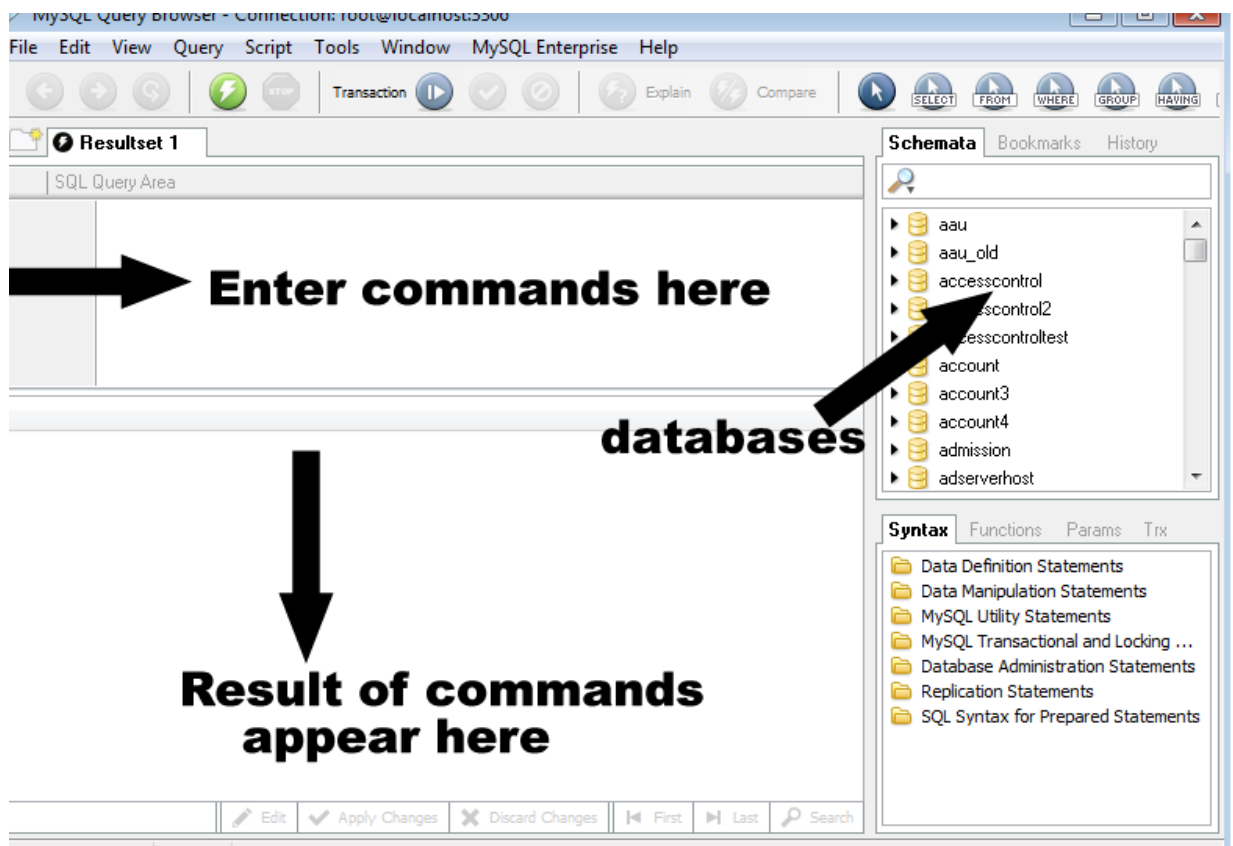 MySQL Query Browser - Connection: root@localhost:3306
File Edit View Query Script Tools Window MySQL Enterprise Help
STOP Transaction Explain Compare SELECT FROM WHERE GROUP HAVING
Resultset 1
SQL Query Area
Enter commands here
Schemata Bookmarks History
aau
aau_old
accesscontrol
account
account3
account4
admission
adserverhost
databases
Result of commands
appear here
Syntax Functions Params Trx
Data Definition Statements
Data Manipulation Statements
MySQL Utility Statements
MySQL Transactional and Locking ...
Database Administration Statements
Replication Statements
SQL Syntax for Prepared Statements
Edit Apply Changes Discard Changes First Last Search